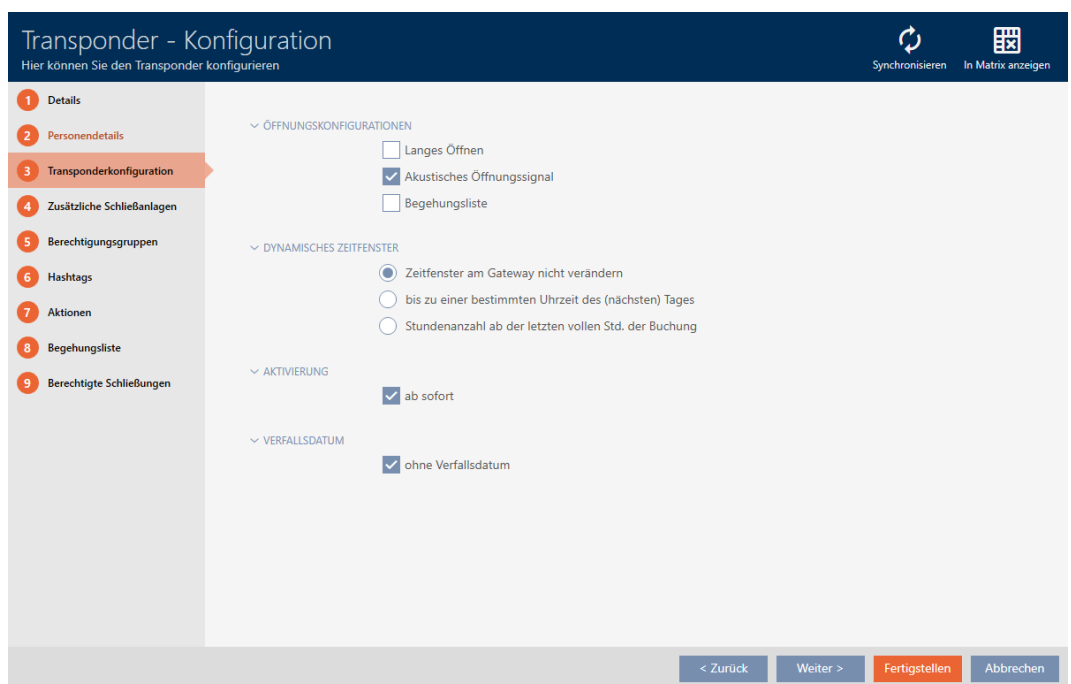 Transponder - Konfiguration
Hier können Sie den Transponder konfigurieren
Synchronisieren
In Matrix anzeigen
1 Details
2 Personendetails
3 Transponderkonfiguration
4 Zusätzliche Schließanlagen
5 Berechtigungsgruppen
6 Hashtags
7 Aktionen
8 Begehungsliste
9 Berechtigte Schließungen
ÖFFNUNGSKONFIGURATIONEN
Langes Öffnen
Akustisches Öffnungssignal
Begehungsliste
DYNAMISCHES ZEITFENSTER
Zeitfenster am Gateway nicht verändern
bis zu einer bestimmten Uhrzeit des (nächsten) Tages
Stundenanzahl ab der letzten vollen Std. der Buchung
AKTIVIERUNG
ab sofort
VERFALLSDATUM
ohne Verfallsdatum
< Zurück
Weiter >
Fertigstellen
Abbrechen